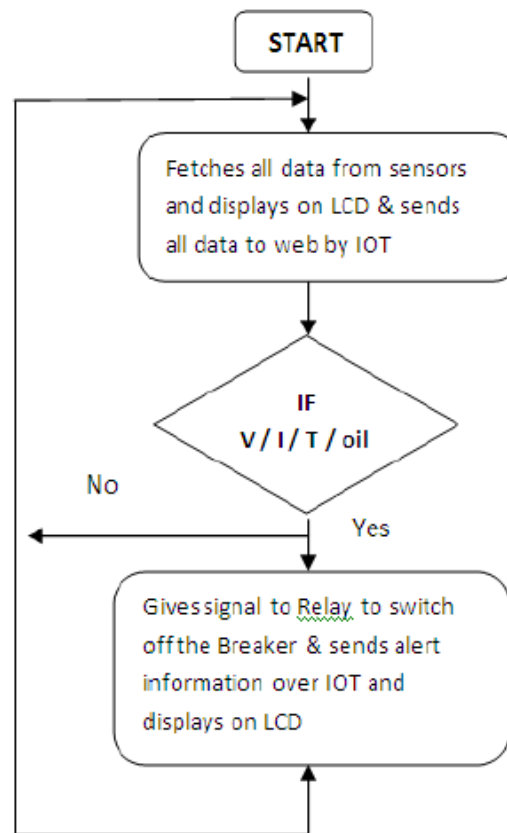 START
Fetches all data from sensors
and displays on LCD & sends
all data to web by IOT
IF
V / I / T / oil
No
Yes
Gives signal to Relay to switch
off the Breaker & sends alert
information over IOT and
displays on LCD